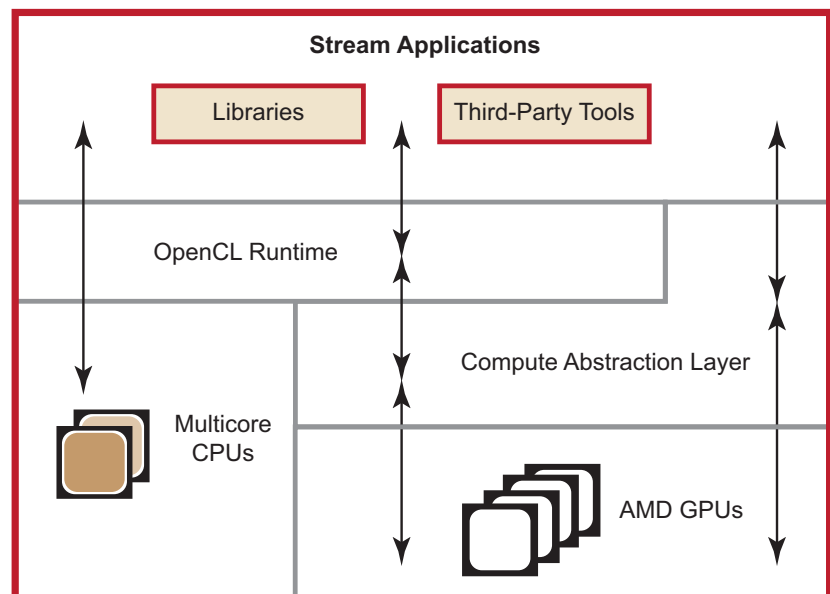 Stream Applications
Libraries
Third-Party Tools
OpenCL Runtime
Compute Abstraction Layer
Multicore
CPUs
AMD GPUs